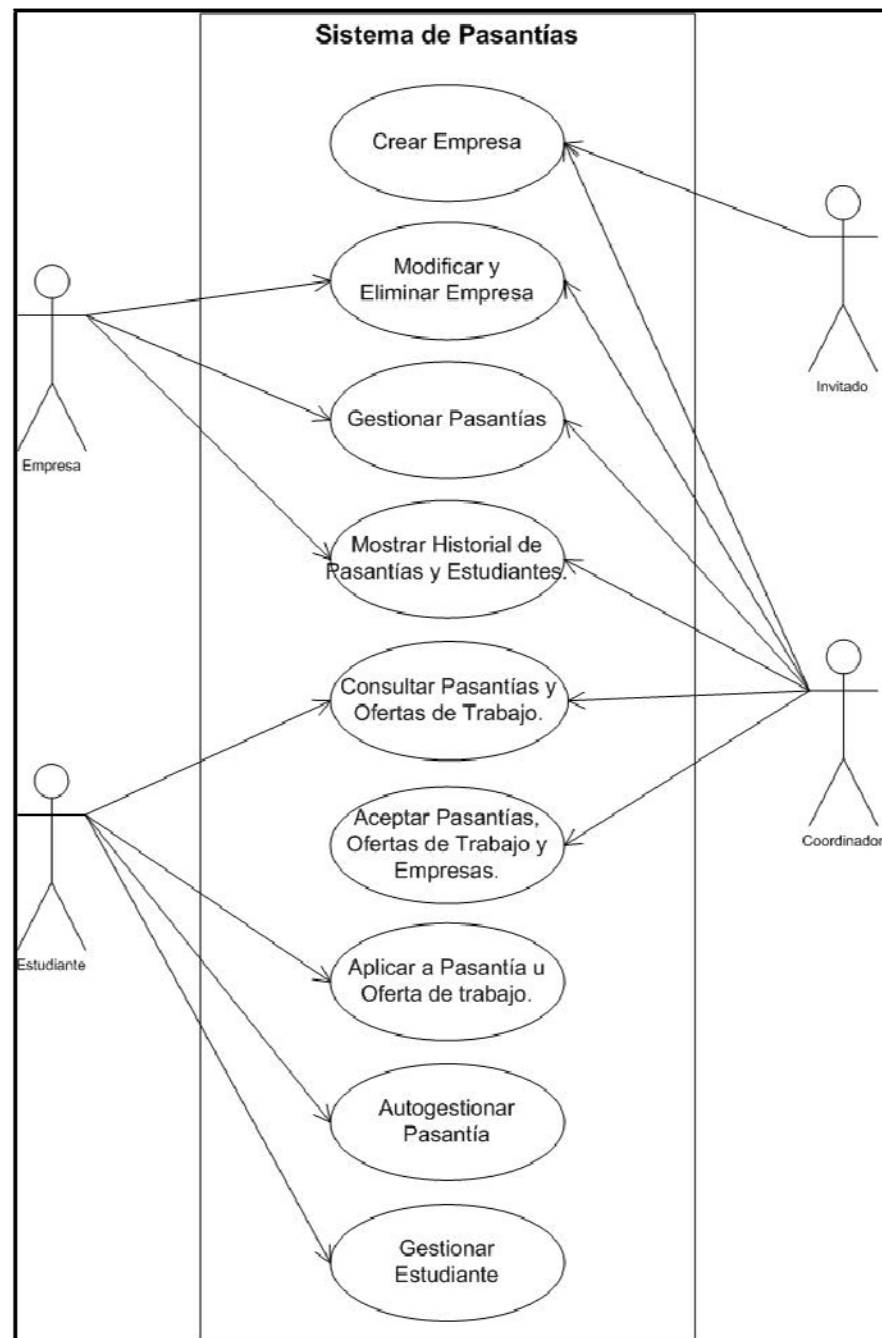 Sistema de Pasantías
Crear Empresa
Modificar y
Eliminar Empresa
Gestionar Pasantías
Mostrar Historial de
Pasantías y Estudiantes.
Consultar Pasantías y
Ofertas de Trabajo.
Aceptar Pasantías,
Ofertas de Trabajo y
Empresas.
Aplicar a Pasantía u
Oferta de trabajo.
Autogestionar
Pasantía
Gestionar
Estudiante
Empresa
Estudiante
Invitado
Coordinador